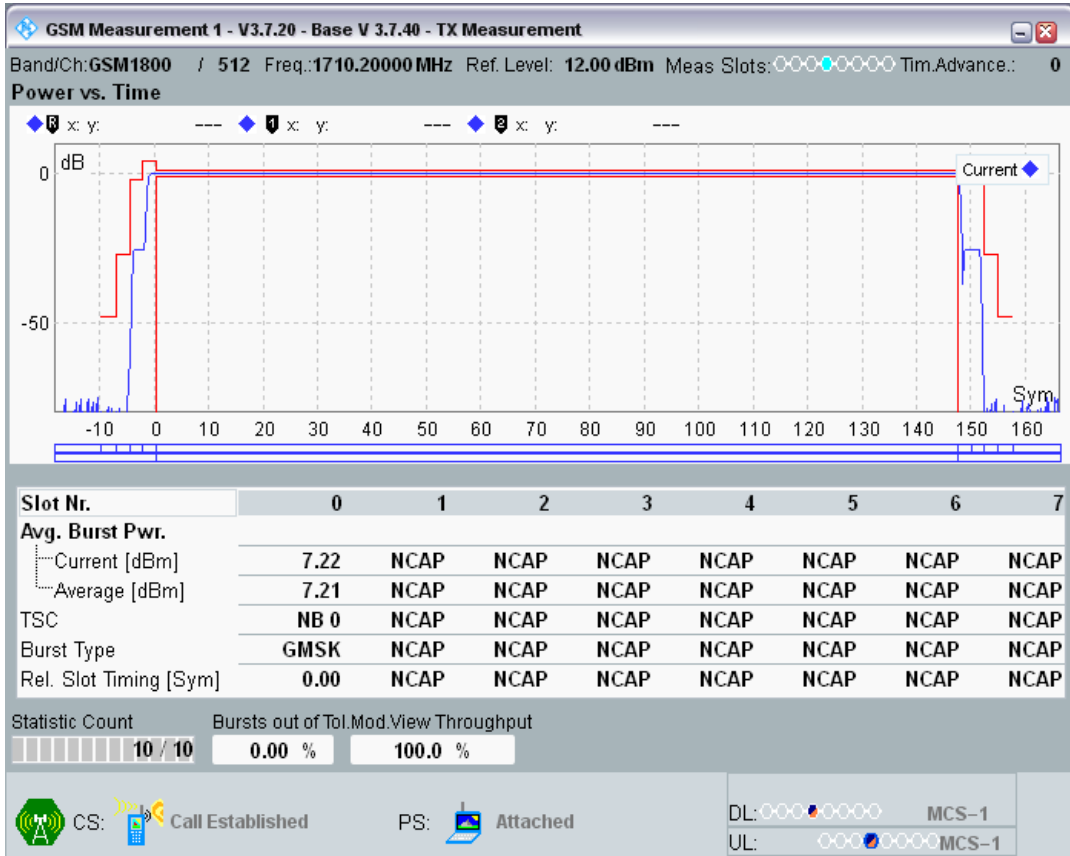 GSM Measurement 1 - V3.7.20 - Base V 3.7.40 - TX Measurement
Band/Ch:GSM1800 / 512 Freq.:1710.20000 MHz Ref. Level: 12.00 dBm Meas Slots: Tim.Advance.: 0
Power vs. Time
R x: y: --- 1 x: y: --- 2 x: y: ---
dB
Current
0
-50
Sym
-10 0 10 20 30 40 50 60 70 80 90 100 110 120 130 140 150 160
Slot Nr. 0 1 2 3 4 5 6 7
Avg. Burst Pwr.
Current [dBm] 7.22 NCAP NCAP NCAP NCAP NCAP NCAP NCAP
Average [dBm] 7.21 NCAP NCAP NCAP NCAP NCAP NCAP NCAP
TSC NB 0 NCAP NCAP NCAP NCAP NCAP NCAP NCAP
Burst Type GMSK NCAP NCAP NCAP NCAP NCAP NCAP NCAP
Rel. Slot Timing [Sym] 0.00 NCAP NCAP NCAP NCAP NCAP NCAP NCAP
Statistic Count Bursts out of Tol.Mod.View Throughput
10 / 10 0.00 % 100.0 %
CS: Call Established PS: Attached
DL: MCS-1
UL: MCS-1